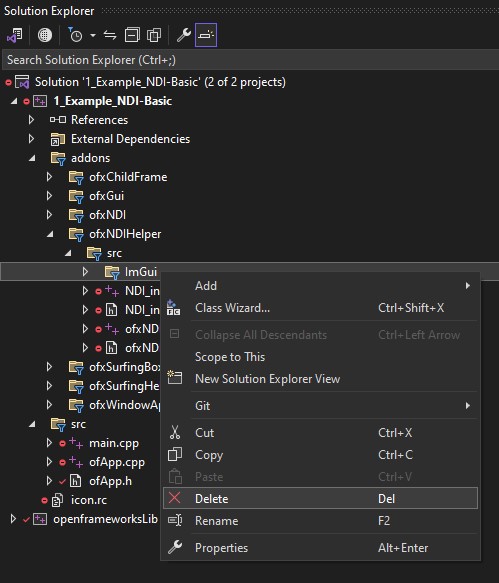 Solution Explorer
Search Solution Explorer (Ctrl+;)
Solution '1_Example_NDI-Basic' (2 of 2 projects)
1_Example_NDI-Basic
References
External Dependencies
addons
ofxChildFrame
ofxGui
ofxNDI
ofxNDIHelper
src
ImGui
NDI_in
NDI_in
ofxND
ofxND
ofxSurfingBox
ofxSurfingHe
ofxWindowAp
src
main.cpp
ofApp.cpp
ofApp.h
icon.rc
openframeworksLib
Add
Class Wizard... Ctrl+Shift+X
Collapse All Descendants Ctrl+Left Arrow
Scope to This
New Solution Explorer View
Git
Cut Ctrl+X
Copy Ctrl+C
Paste Ctrl+V
Delete Del
Rename F2
Properties Alt+Enter